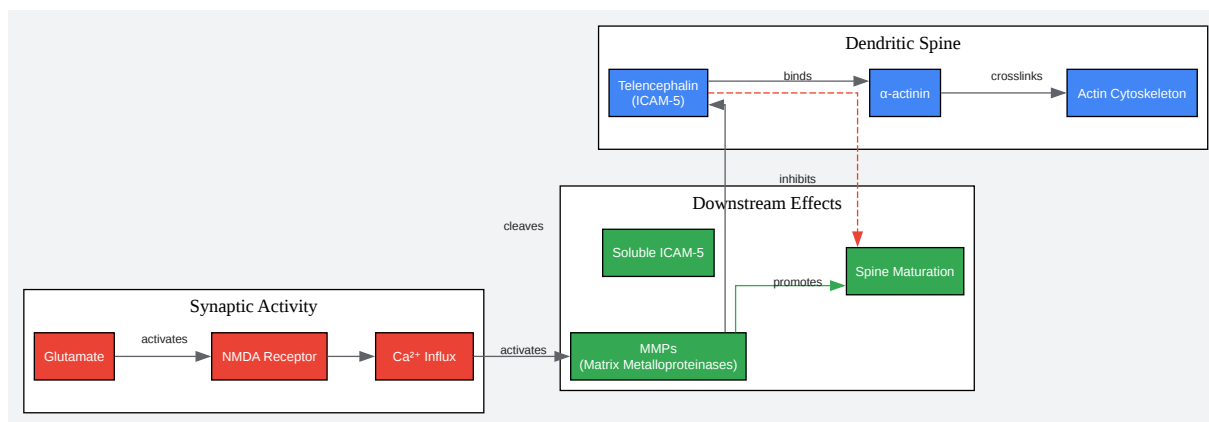 Dendritic Spine
Telencephalin
(ICAM-5)
binds
α-actinin
crosslinks
Actin Cytoskeleton
inhibits
Downstream Effects
cleaves
Soluble ICAM-5
Spine Maturation
promotes
Synaptic Activity
Glutamate
activates
NMDA Receptor
Ca²⁺ Influx
activates
MMPs
(Matrix Metalloproteinases)